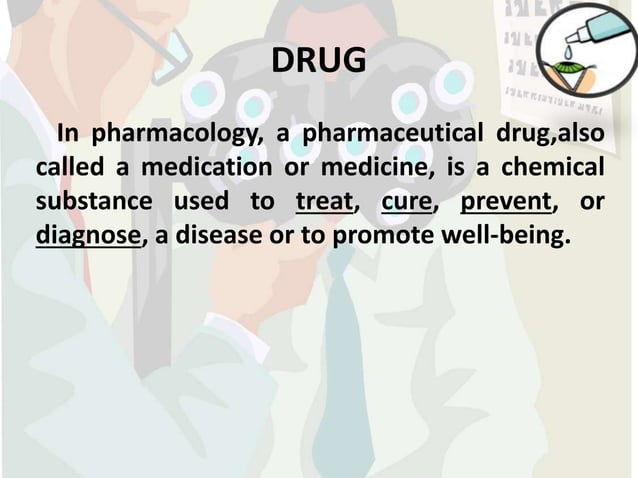 DRUG
In pharmacology, a pharmaceutical drug,also
called a medication or medicine, is a chemical
substance used to treat, cure, prevent, or
diagnose, a disease or to promote well-being.